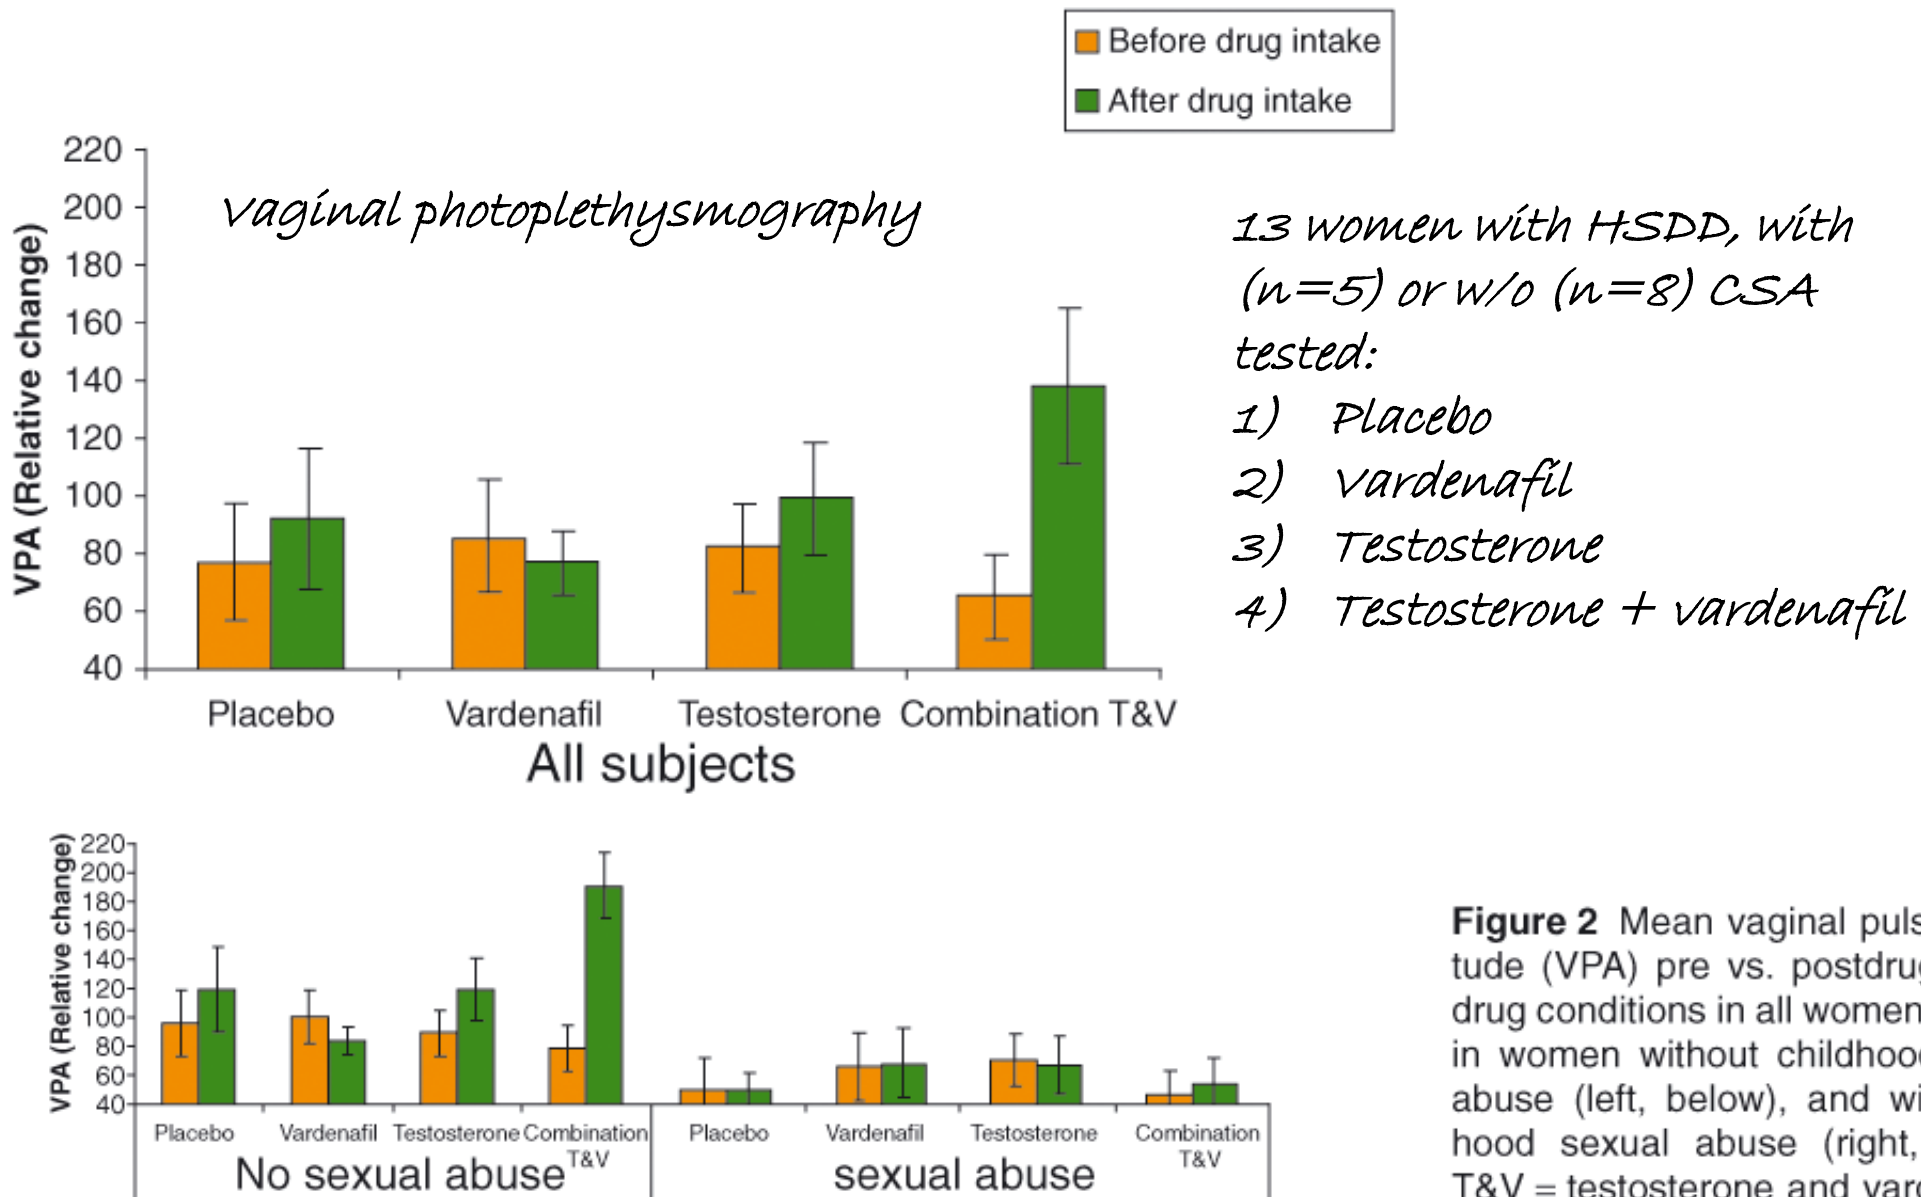 Before drug intake
After drug intake
220
200
180
160
140
120
100
80
60
40
VPA (Relative change)
vaginal photoplethysmography
Placebo
Vardenafil
Testosterone
Combination T&V
All subjects
13 women with HSDD, with
(n=5) or w/o (n=8) CSA
tested:
1) Placebo
2) Vardenafil
3) Testosterone
4) Testosterone + vardenafil
220
200
180
160
140
120
100
80
60
40
VPA (Relative change)
Placebo
Vardenafil
Testosterone
Combination
T&V
No sexual abuse
Placebo
Vardenafil
Testosterone
Combination
T&V
sexual abuse
Figure 2 Mean vaginal puls
tude (VPA) pre vs. postdrug
drug conditions in all women
in women without childhood
abuse (left, below), and wi
hood sexual abuse (right,
T&V = testosterone and vard